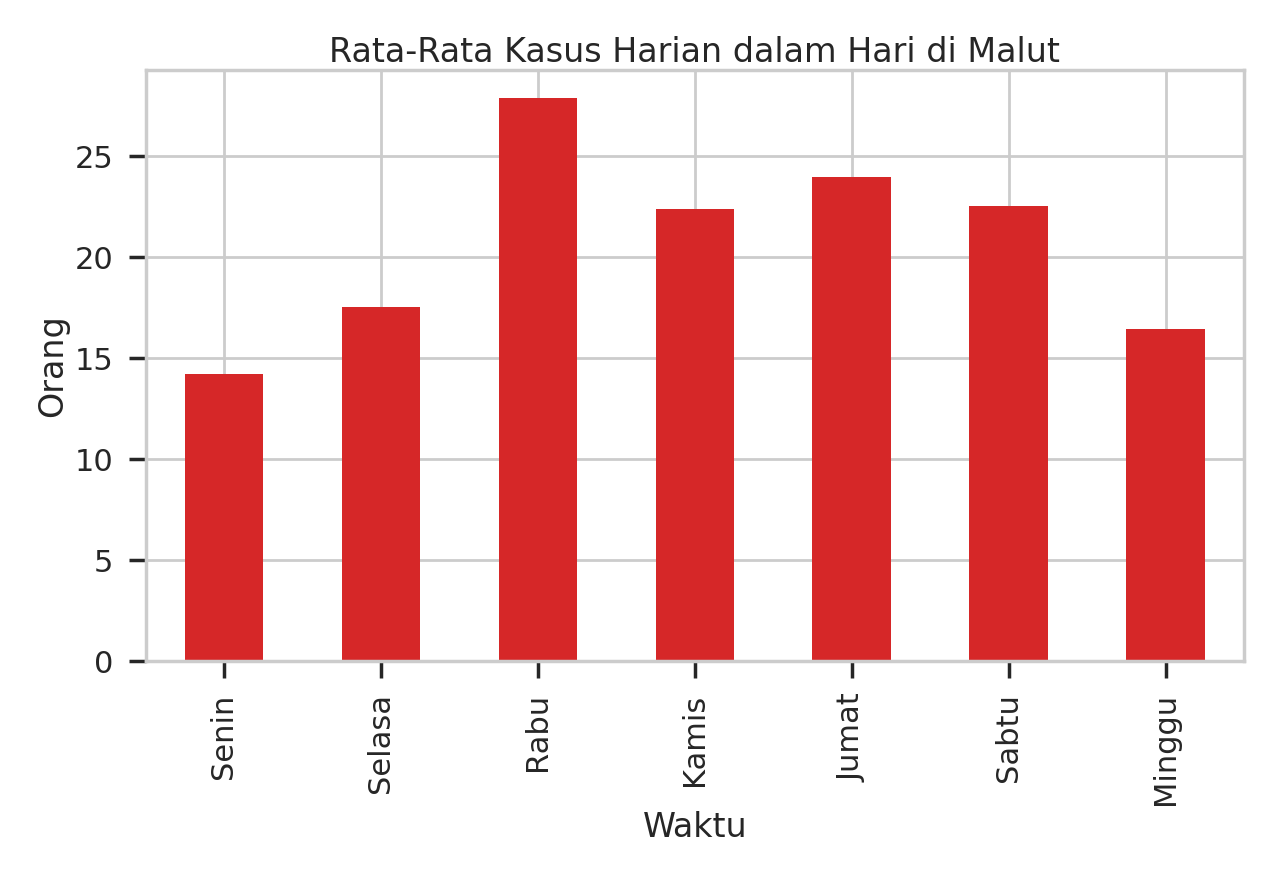 Rata-Rata Kasus Harian dalam Hari di Malut
Orang
25
20
15
10
5
0
Senin
Selasa
Rabu
Kamis
Jumat
Sabtu
Minggu
Waktu